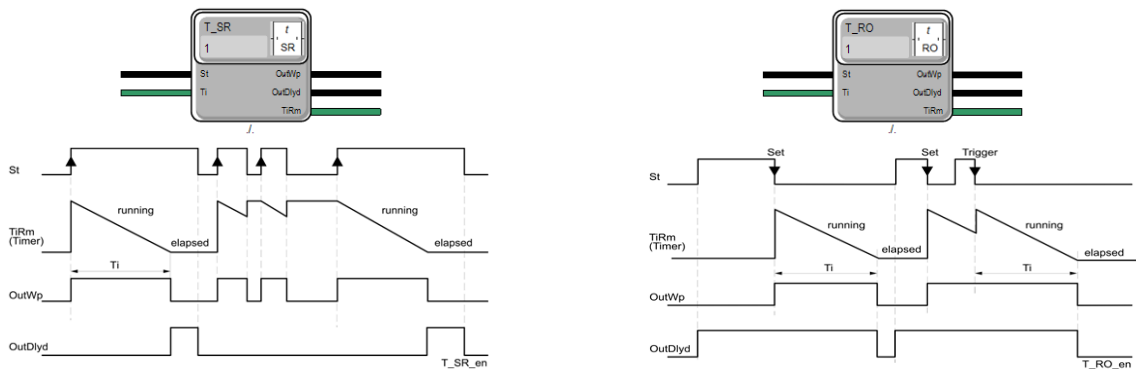 T_SR
t
1
SR
St
OutWp
Ti
OutDlyd
TiRm
./.
St
running
TiRm
(Timer)
elapsed
running
elapsed
Ti
OutWp
OutDlyd
T_SR_en
T_RO
t
1
RO
St
OutWp
Ti
OutDlyd
TiRm
./.
Set
Set
Trigger
St
running
running
TiRm
(Timer)
elapsed
elapsed
Ti
Ti
OutWp
OutDlyd
T_RO_en